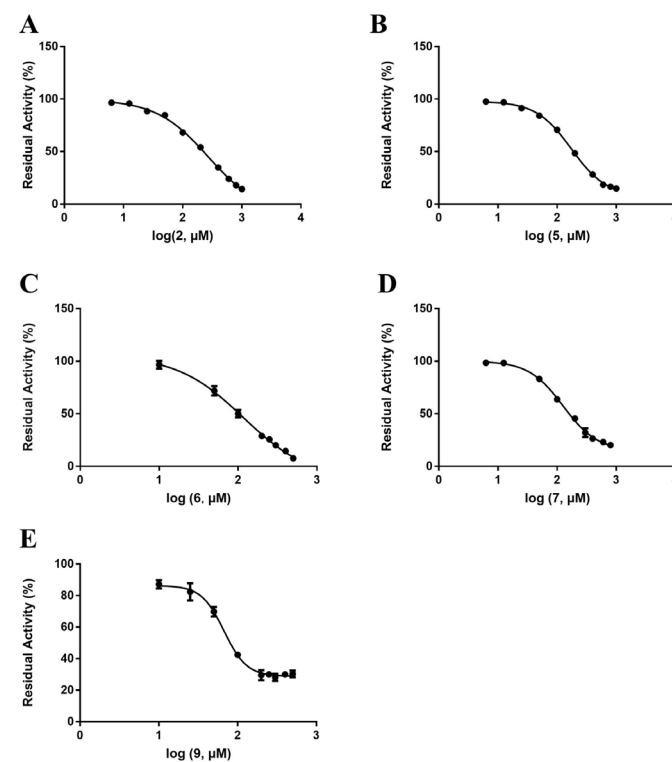 A
B
Residual Activity (%)
150
100
50
0
0
1
2
3
4
log(2, µM)
Residual Activity (%)
150
100
50
0
0
1
2
3
log (5, µM)
C
D
Residual Activity (%)
150
100
50
0
0
1
2
3
log (6, µM)
Residual Activity (%)
150
100
50
0
0
1
2
3
log (7, µM)
E
Residual Activity (%)
100
80
60
40
20
0
0
1
2
3
log (9, µM)